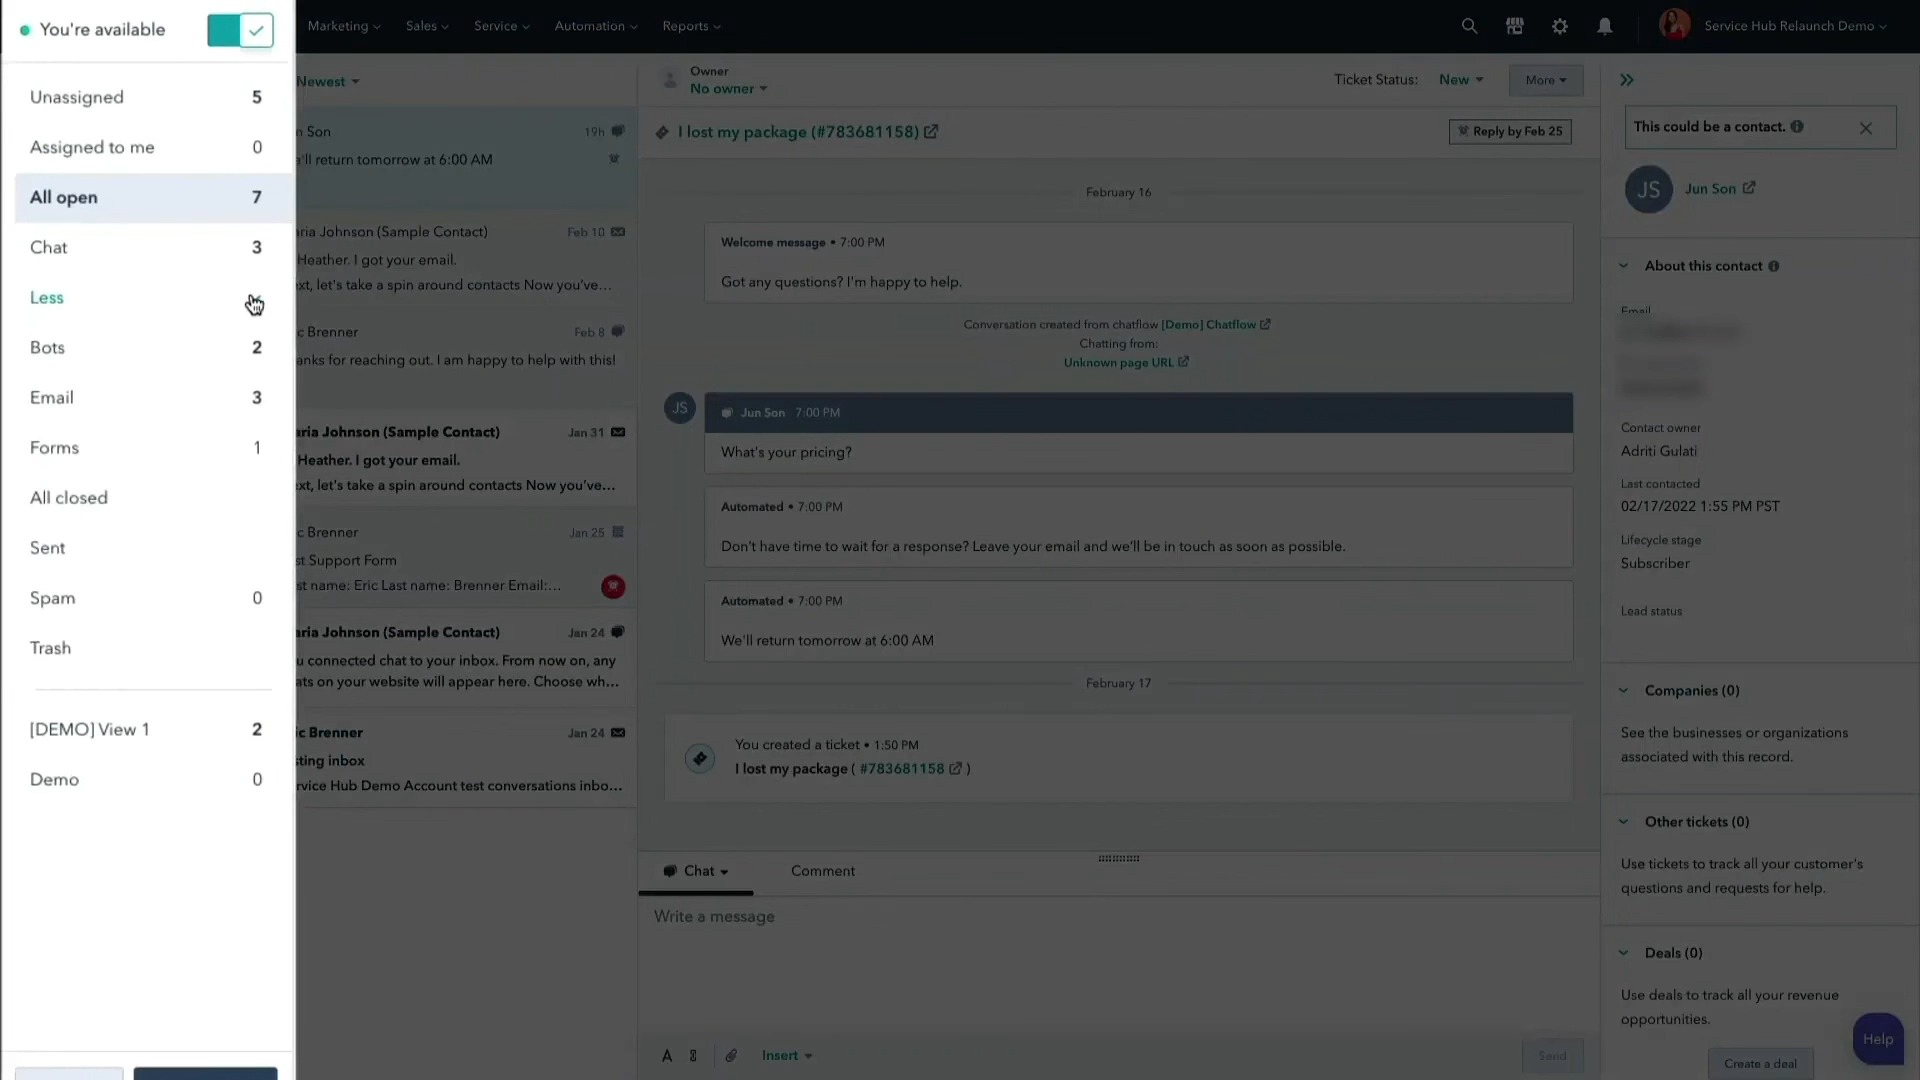 You're available
Marketing
Sales
Service
Automation
Reports
Service Hub Relaunch Demo
Unassigned 5
Assigned to me 0
All open 7
Chat 3
Less
Bots 2
Email 3
Forms 1
All closed
Sent
Spam 0
Trash
[DEMO] View 1 2
Demo 0
Newest
n Son 19h
'll return tomorrow at 6:00 AM
aria Johnson (Sample Contact) Feb 10
Heather. I got your email.
ext, let's take a spin around contacts Now you've...
c Brenner Feb 8
anks for reaching out. I am happy to help with this!
aria Johnson (Sample Contact) Jan 31
Heather. I got your email.
ext, let's take a spin around contacts Now you've...
c Brenner Jan 25
st Support Form
st name: Eric Last name: Brenner Email:...
aria Johnson (Sample Contact) Jan 24
u connected chat to your inbox. From now on, any
ats on your website will appear here. Choose wh...
ic Brenner Jan 24
sting inbox
rvice Hub Demo Account test conversations inbo...
Owner
No owner
Ticket Status: New
More
I lost my package (#783681158)
Reply by Feb 25
February 16
Welcome message • 7:00 PM
Got any questions? I'm happy to help.
Conversation created from chatflow [Demo] Chatflow
Chatting from:
Unknown page URL
JS
Jun Son 7:00 PM
What's your pricing?
Automated • 7:00 PM
Don't have time to wait for a response? Leave your email and we'll be in touch as soon as possible.
Automated • 7:00 PM
We'll return tomorrow at 6:00 AM
February 17
You created a ticket • 1:50 PM
I lost my package ( #783681158 )
Chat
Comment
Write a message
A
Insert
Send
This could be a contact.
JS
Jun Son
About this contact
Email
Contact owner
Adriti Gulati
Last contacted
02/17/2022 1:55 PM PST
Lifecycle stage
Subscriber
Lead status
Companies (0)
See the businesses or organizations
associated with this record.
Other tickets (0)
Use tickets to track all your customer's
questions and requests for help.
Deals (0)
Use deals to track all your revenue
opportunities.
Create a deal
Help